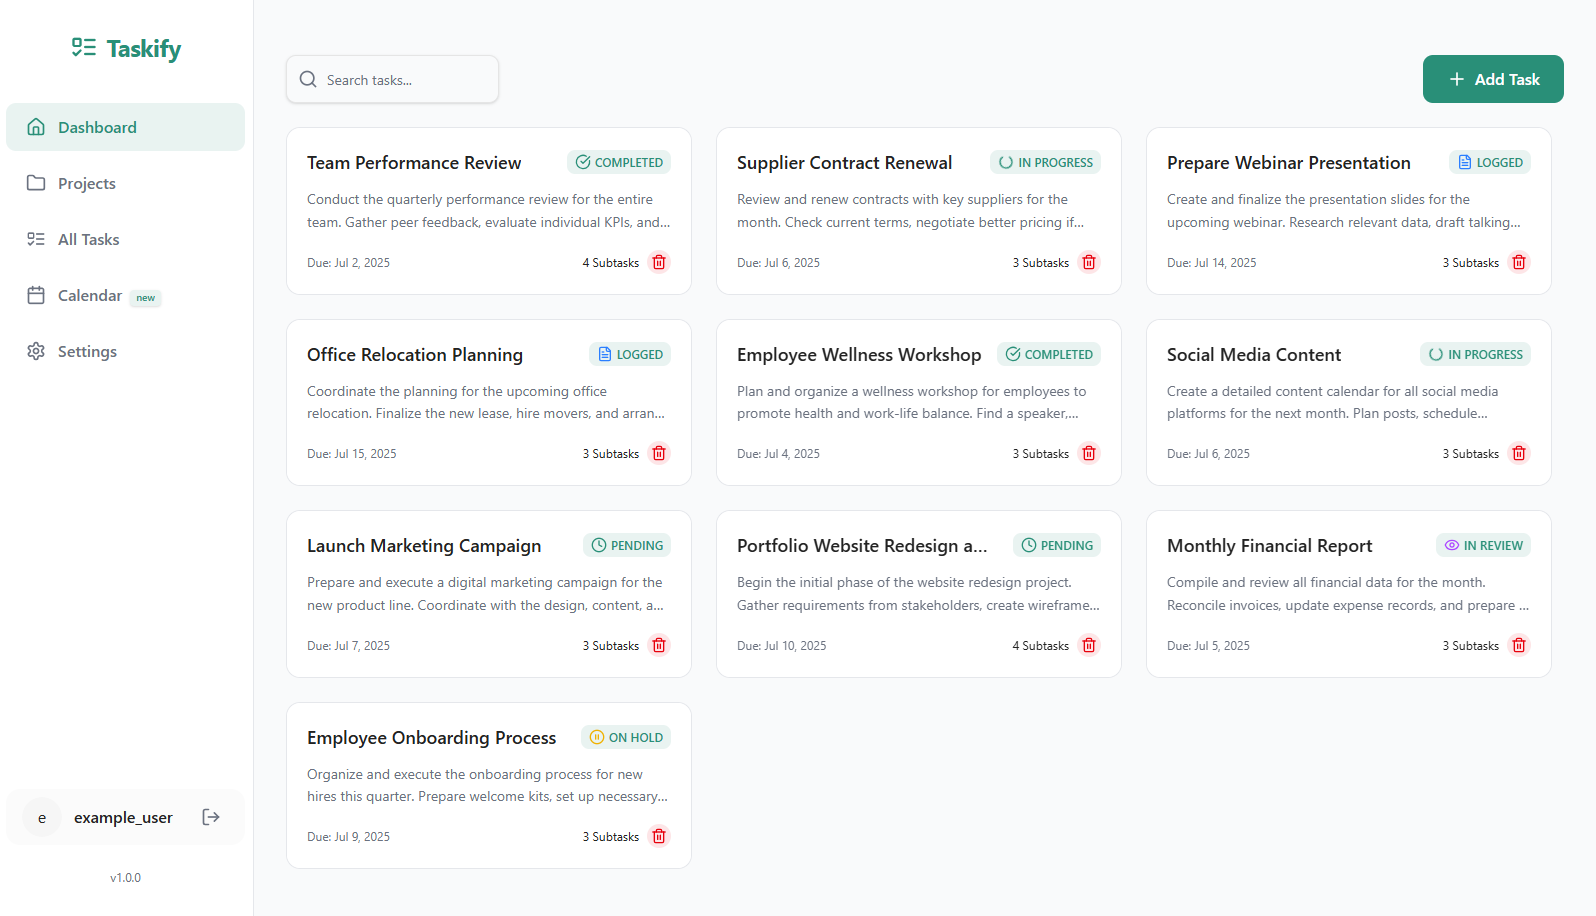 Taskify
Dashboard
Projects
All Tasks
Calendar new
Settings
example_user
e
v1.0.0
Search tasks...
Add Task
Team Performance Review
COMPLETED
Conduct the quarterly performance review for the entire
team. Gather peer feedback, evaluate individual KPIs, and...
Due: Jul 2, 2025
4 Subtasks
Supplier Contract Renewal
IN PROGRESS
Review and renew contracts with key suppliers for the
month. Check current terms, negotiate better pricing if...
Due: Jul 6, 2025
3 Subtasks
Prepare Webinar Presentation
LOGGED
Create and finalize the presentation slides for the
upcoming webinar. Research relevant data, draft talking...
Due: Jul 14, 2025
3 Subtasks
Office Relocation Planning
LOGGED
Coordinate the planning for the upcoming office
relocation. Finalize the new lease, hire movers, and arran...
Due: Jul 15, 2025
3 Subtasks
Employee Wellness Workshop
COMPLETED
Plan and organize a wellness workshop for employees to
promote health and work-life balance. Find a speaker,...
Due: Jul 4, 2025
3 Subtasks
Social Media Content
IN PROGRESS
Create a detailed content calendar for all social media
platforms for the next month. Plan posts, schedule...
Due: Jul 6, 2025
3 Subtasks
Launch Marketing Campaign
PENDING
Prepare and execute a digital marketing campaign for the
new product line. Coordinate with the design, content, a...
Due: Jul 7, 2025
3 Subtasks
Portfolio Website Redesign a...
PENDING
Begin the initial phase of the website redesign project.
Gather requirements from stakeholders, create wireframe...
Due: Jul 10, 2025
4 Subtasks
Monthly Financial Report
IN REVIEW
Compile and review all financial data for the month.
Reconcile invoices, update expense records, and prepare ...
Due: Jul 5, 2025
3 Subtasks
Employee Onboarding Process
ON HOLD
Organize and execute the onboarding process for new
hires this quarter. Prepare welcome kits, set up necessary...
Due: Jul 9, 2025
3 Subtasks